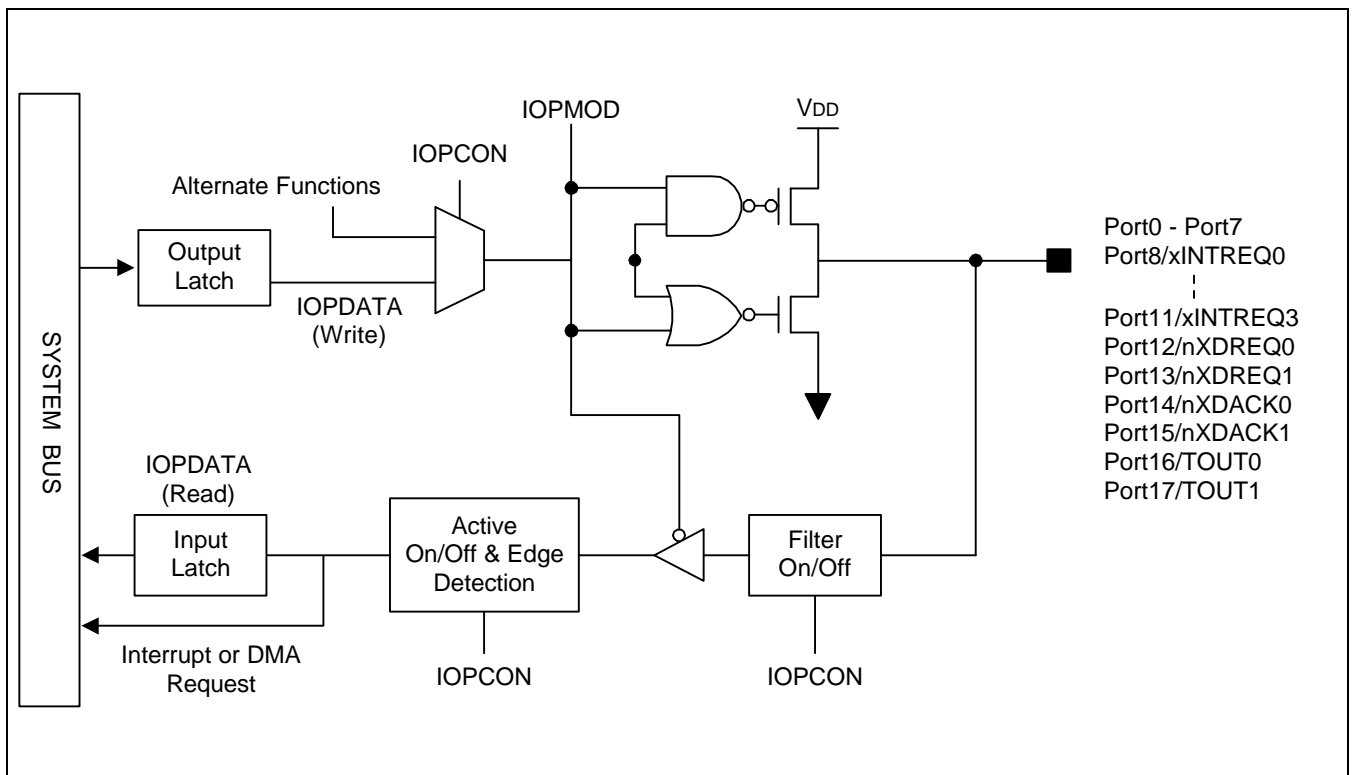 IOPMOD
VDD
IOPCON
Alternate Functions
Output
Latch
IOPDATA
(Write)
Port0 - Port7
Port8/xINTREQ0
Port11/xINTREQ3
Port12/nXDREQ0
Port13/nXDREQ1
Port14/nXDACK0
Port15/nXDACK1
Port16/TOUT0
Port17/TOUT1
SYSTEM BUS
IOPDATA
(Read)
Input
Latch
Active
On/Off & Edge
Detection
Filter
On/Off
Interrupt or DMA
Request
IOPCON
IOPCON